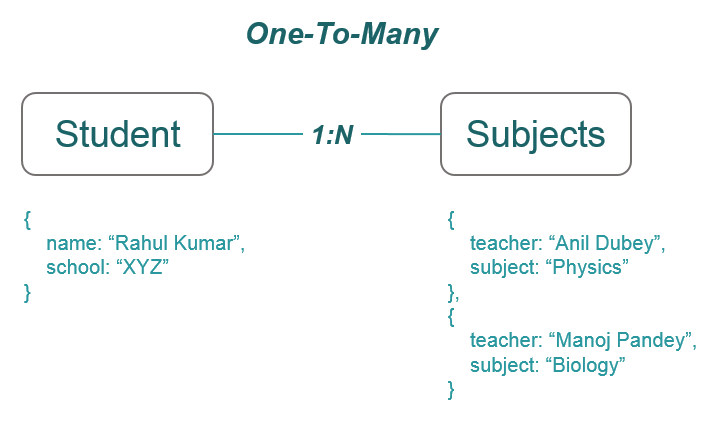 One-To-Many
Student
1:N
Subjects
{
name: “Rahul Kumar”,
school: “XYZ”
}
{
teacher: “Anil Dubey”,
subject: “Physics”
},
{
teacher: “Manoj Pandey”,
subject: “Biology”
}